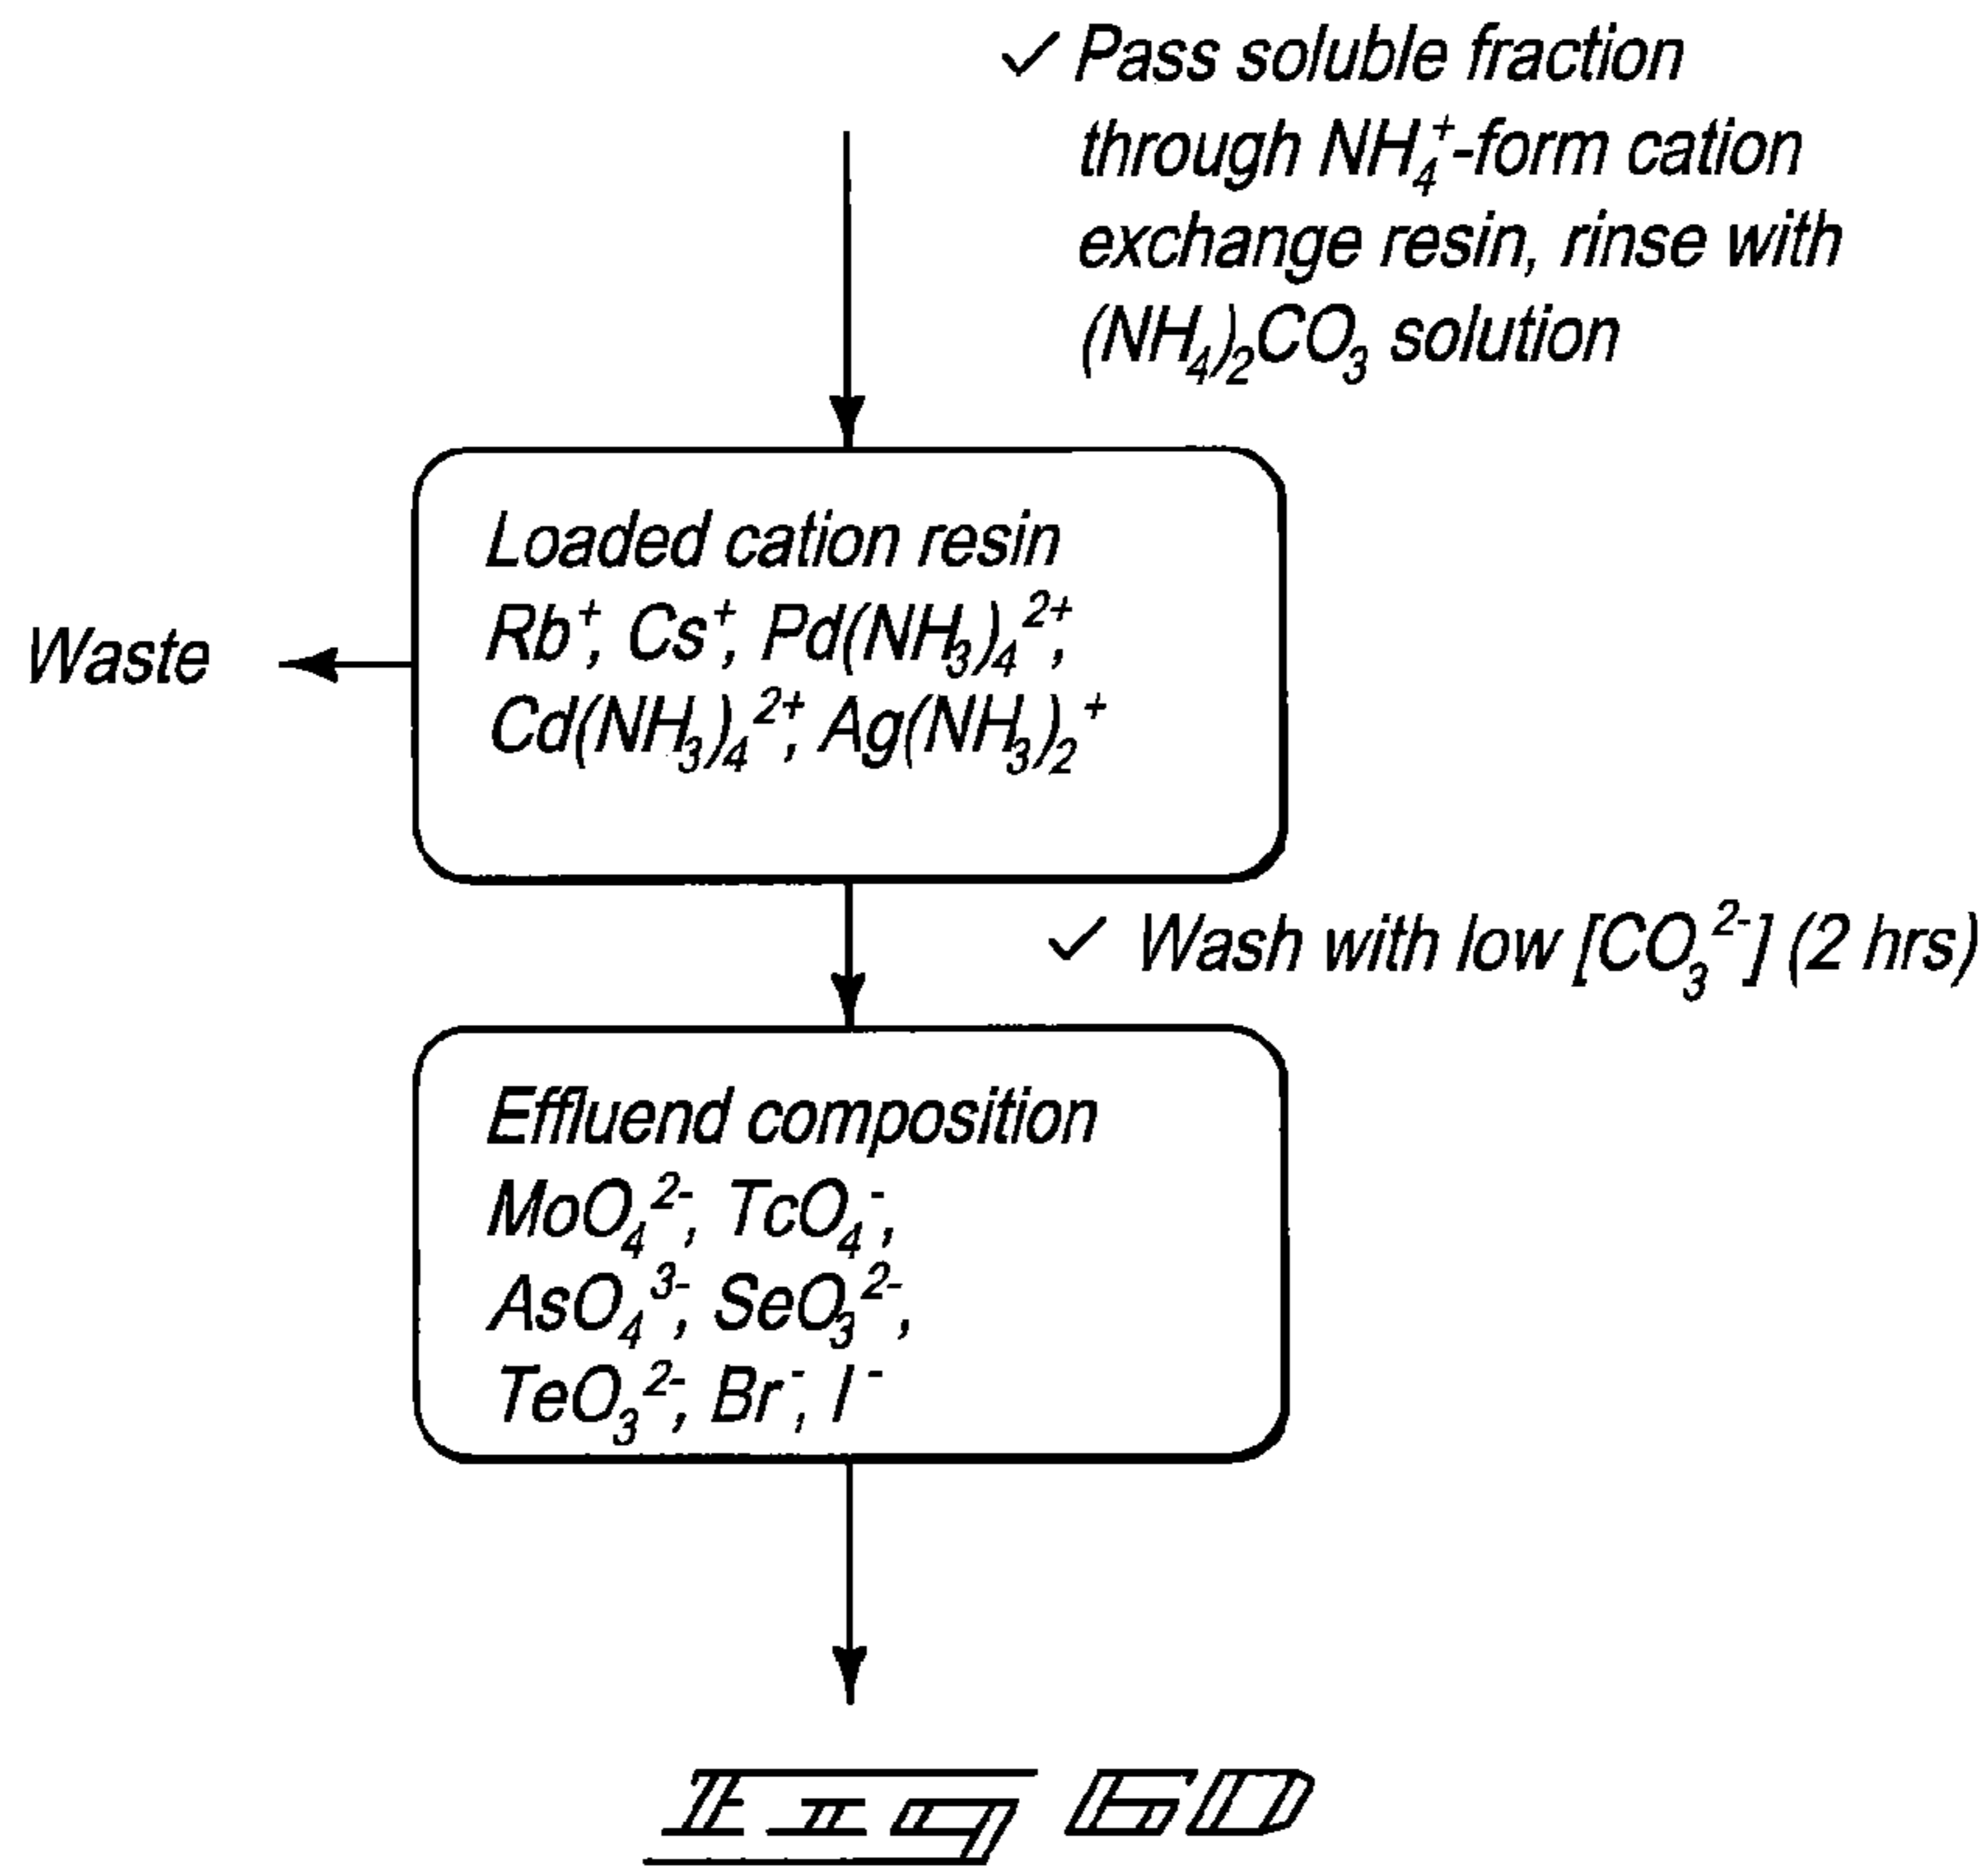 ✓ Pass soluble fraction
through NH₄⁺-form cation
exchange resin, rinse with
(NH₄)₂CO₃ solution
Loaded cation resin
Rb⁺, Cs⁺, Pd(NH₃)₄²⁺,
Cd(NH₃)₄²⁺, Ag(NH₃)₂⁺
Waste
✓ Wash with low [CO₃²⁻] (2 hrs)
Effluend composition
MoO₄²⁻, TcO₄⁻,
AsO₄³⁻, SeO₃²⁻,
TeO₃²⁻, Br⁻, I⁻
Fig 6D